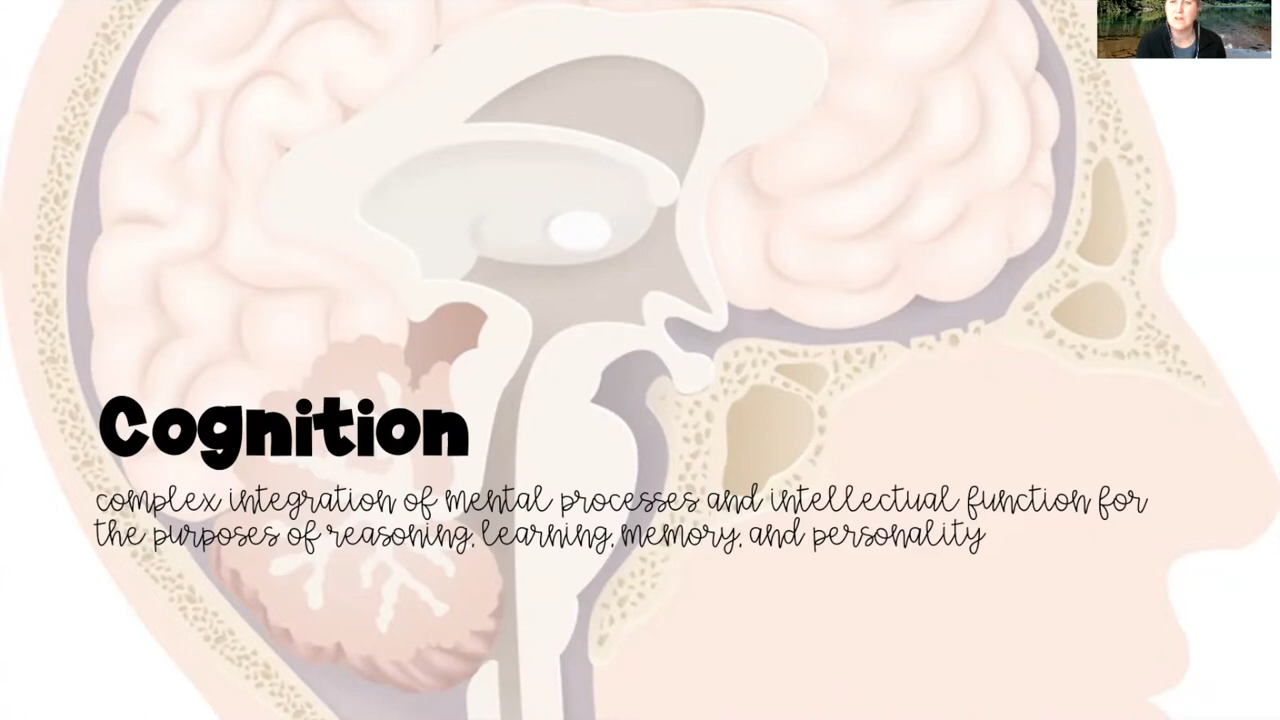 Cognition
complex integration of mental processes and intellectual function for
the purposes of reasoning, learning, memory, and personality